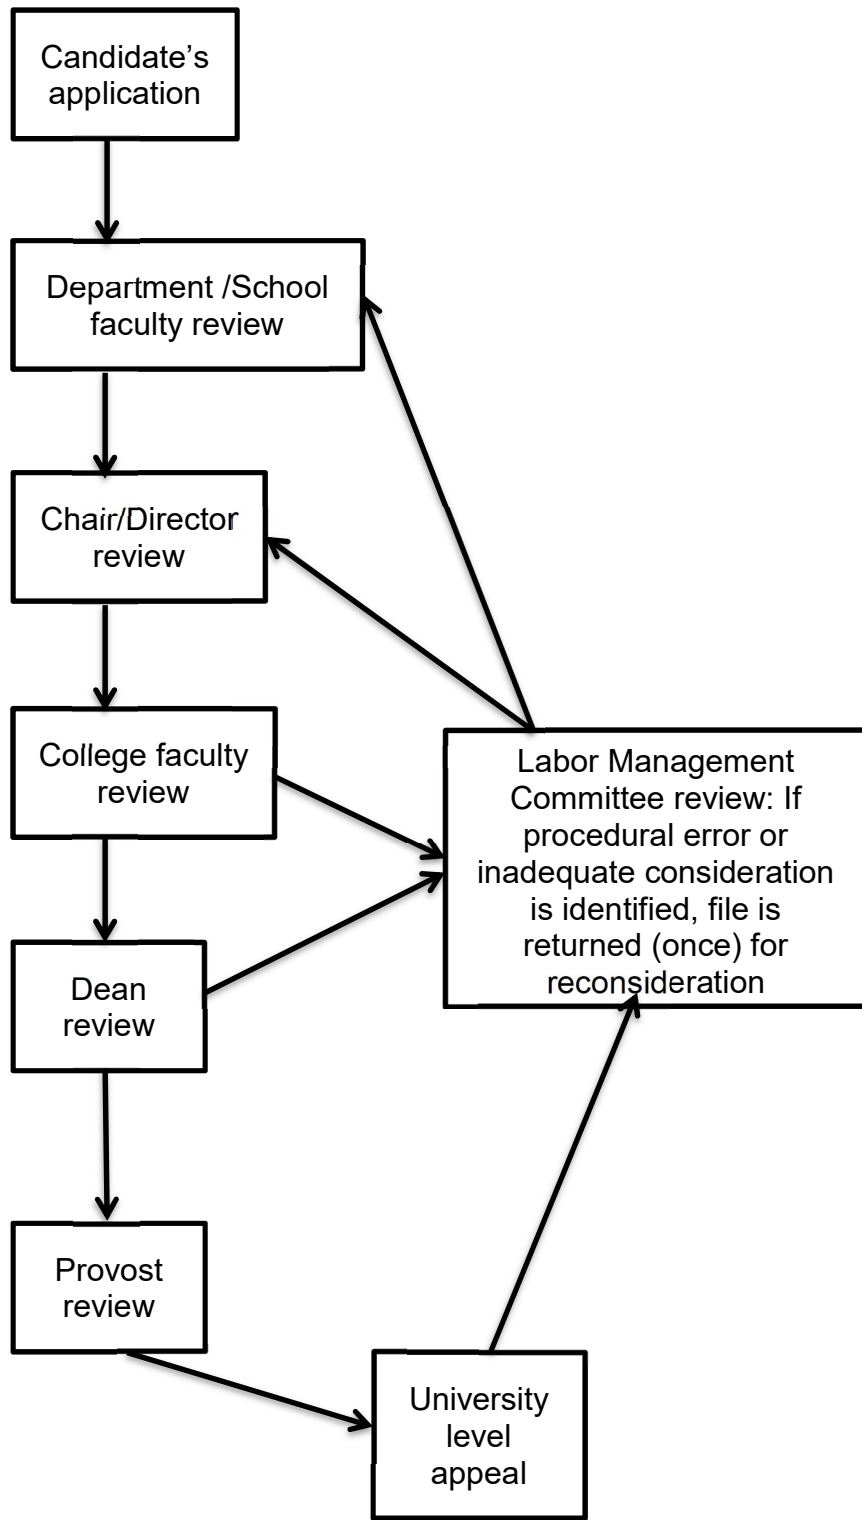 Candidate’s
application
Department /School
faculty review
Chair/Director
review
College faculty
review
Labor Management
Committee review: If
procedural error or
inadequate consideration
is identified, file is
returned (once) for
reconsideration
Dean
review
Provost
review
University
level
appeal